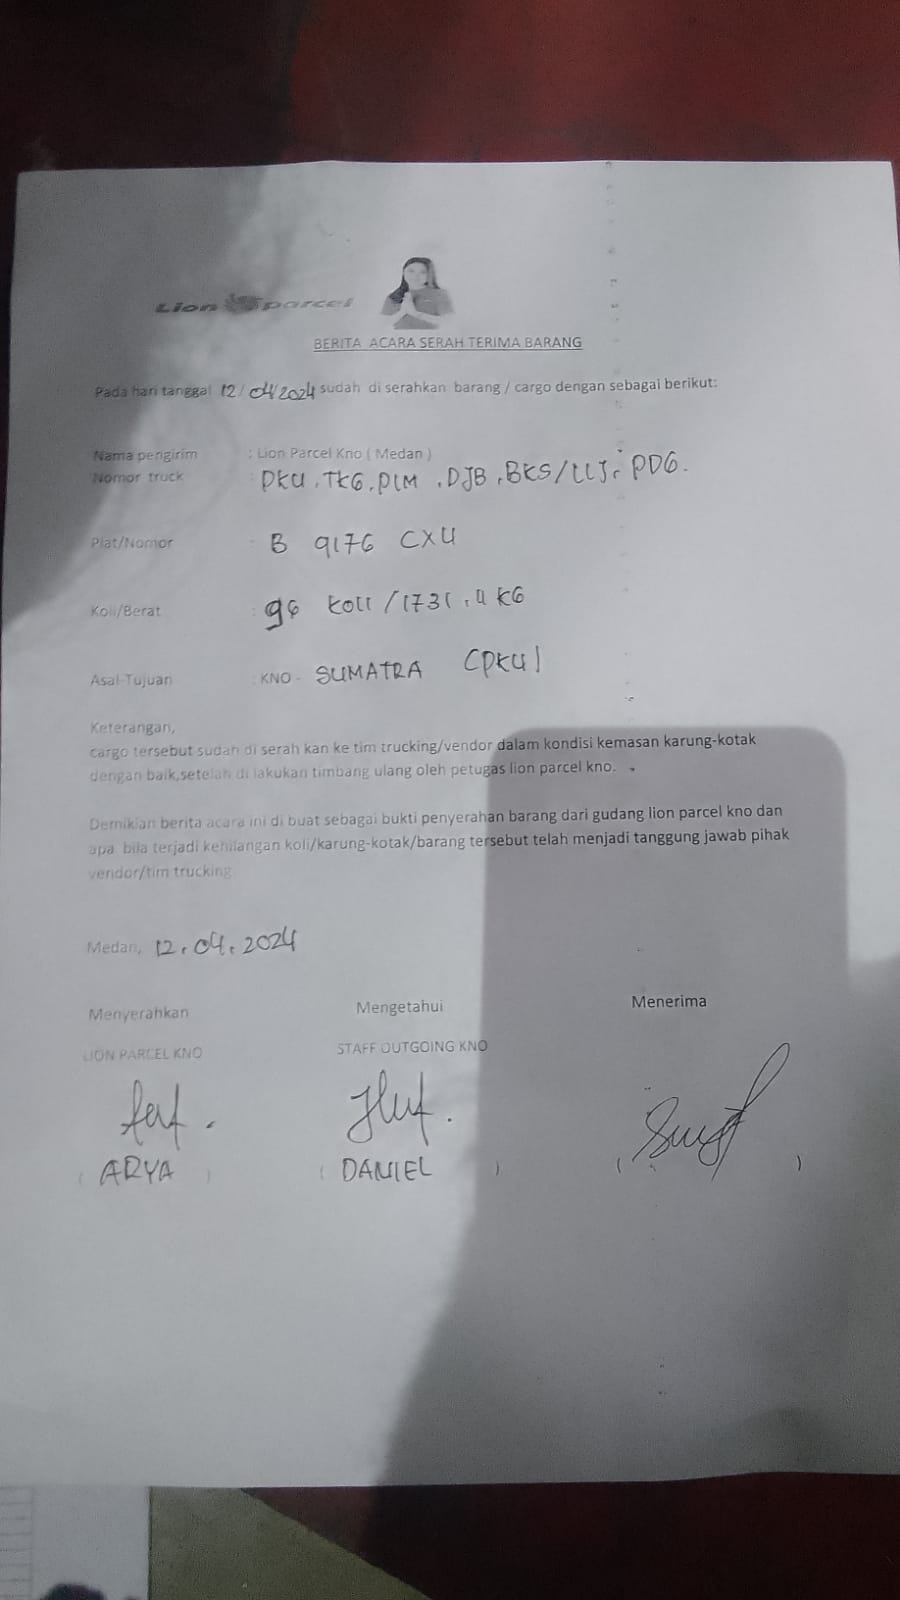 Lion parcel
BERITA ACARA SERAH TERIMA BARANG
Pada hari tanggal 12/04/2024 sudah di serahkan barang / cargo dengan sebagai berikut:
Nama pengirim : Lion Parcel Kno ( Medan )
Nomor truck : PKU, TKG, PLM, DJB, BKS/LLJ, PDG.
Plat/Nomor : B 9176 CXU
Koli/Berat : 96 KOLI / 1731,4 KG
Asal-Tujuan : KNO - SUMATRA (PKU)
Keterangan,
cargo tersebut sudah di serah kan ke tim trucking/vendor dalam kondisi kemasan karung-kotak
dengan baik,setelah di lakukan timbang ulang oleh petugas lion parcel kno.
Demikian berita acara ini di buat sebagai bukti penyerahan barang dari gudang lion parcel kno dan
apa bila terjadi kehilangan koli/karung-kotak/barang tersebut telah menjadi tanggung jawab pihak
vendor/tim trucking
Medan, 12.04.2024
Menyerahkan Mengetahui Menerima
LION PARCEL KNO STAFF OUTGOING KNO
( ARYA ) ( DANIEL ) ( )